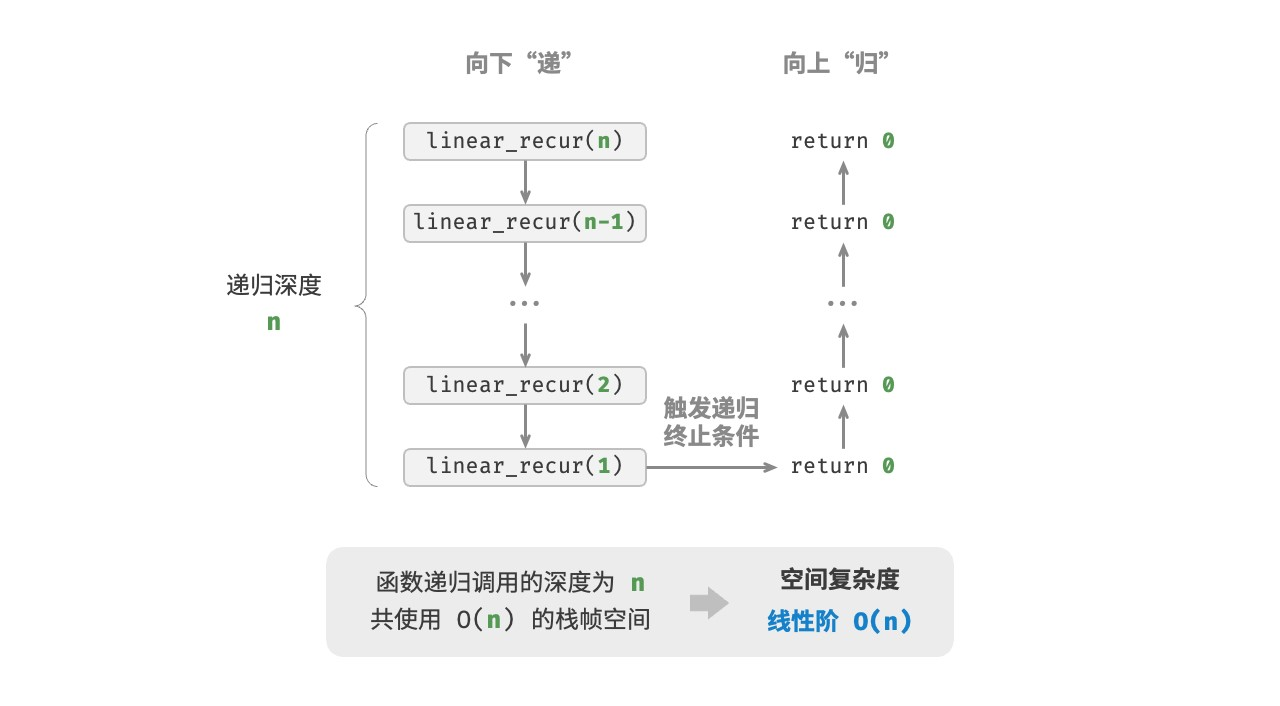 向下“递”
向上“归”
linear_recur(n)
return 0
linear_recur(n-1)
return 0
递归深度
n
...
...
linear_recur(2)
return 0
触发递归
终止条件
linear_recur(1)
return 0
函数递归调用的深度为 n
共使用 O(n) 的栈帧空间
空间复杂度
线性阶 O(n)